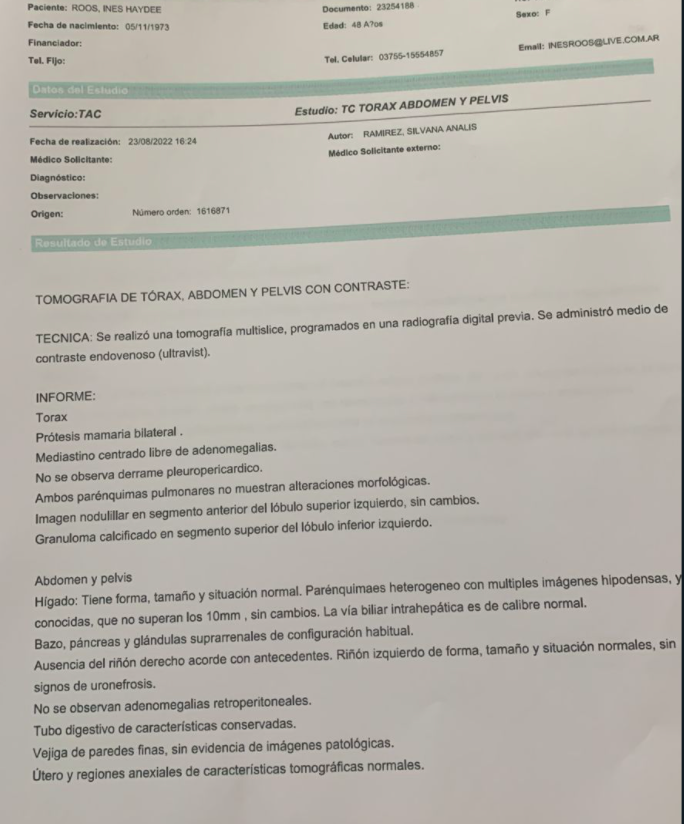 Paciente: ROOS, INES HAYDEE Documento: 23254188 Sexo: F
Fecha de nacimiento: 05/11/1973 Edad: 48 A?os
Financiador: Email: INESROOS@LIVE.COM.AR
Tel. Fijo: Tel. Celular: 03755-15554857
Datos del Estudio
Servicio:TAC Estudio: TC TORAX ABDOMEN Y PELVIS
Fecha de realización: 23/08/2022 16:24 Autor: RAMIREZ, SILVANA ANALIS
Médico Solicitante: Médico Solicitante externo:
Diagnóstico:
Observaciones:
Origen: Número orden: 1616871
Resultado de Estudio
TOMOGRAFIA DE TÓRAX, ABDOMEN Y PELVIS CON CONTRASTE:
TECNICA: Se realizó una tomografía multislice, programados en una radiografía digital previa. Se administró medio de
contraste endovenoso (ultravist).
INFORME:
Torax
Prótesis mamaria bilateral .
Mediastino centrado libre de adenomegalias.
No se observa derrame pleuropericardico.
Ambos parénquimas pulmonares no muestran alteraciones morfológicas.
Imagen nodulillar en segmento anterior del lóbulo superior izquierdo, sin cambios.
Granuloma calcificado en segmento superior del lóbulo inferior izquierdo.
Abdomen y pelvis
Hígado: Tiene forma, tamaño y situación normal. Parénquimaes heterogeneo con multiples imágenes hipodensas, y
conocidas, que no superan los 10mm , sin cambios. La vía biliar intrahepática es de calibre normal.
Bazo, páncreas y glándulas suprarrenales de configuración habitual.
Ausencia del riñón derecho acorde con antecedentes. Riñón izquierdo de forma, tamaño y situación normales, sin
signos de uronefrosis.
No se observan adenomegalias retroperitoneales.
Tubo digestivo de características conservadas.
Vejiga de paredes finas, sin evidencia de imágenes patológicas.
Útero y regiones anexiales de características tomográficas normales.